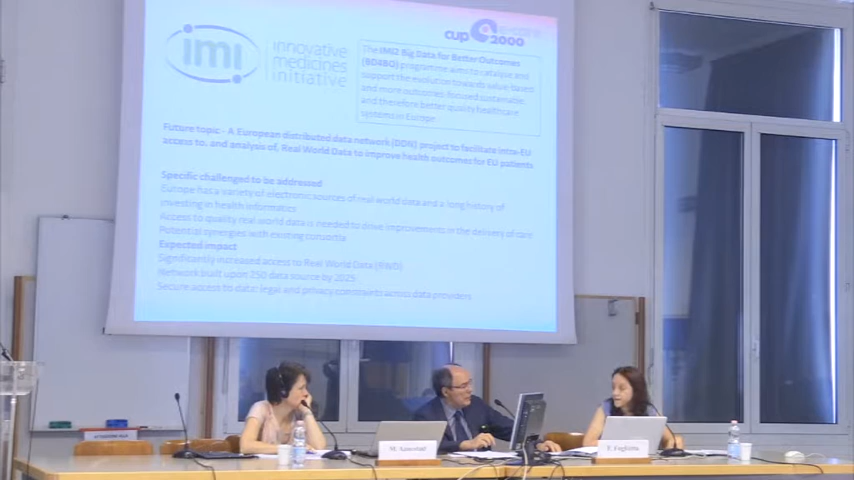 cup 2000
imi
innovative
medicines
initiative
The IMI2 Big Data for Better Outcomes
(BD4BO) programme aims to catalyse and
support the evolution towards value-based
and more outcomes-focused sustainable
and therefore better quality healthcare
systems in Europe.
Future topic - A European distributed data network (DDN) project to facilitate intra-EU
access to, and analysis of, Real World Data to improve health outcomes for EU patients
Specific challenged to be addressed
Europe has a variety of electronic sources of real world data and a long history of
investing in health informatics
Access to quality real world data is needed to drive improvements in the delivery of care
Potential synergies with existing consortia
Expected impact
Significantly increased access to Real World Data (RWD)
Network built upon 250 data source by 2025
Secure access to data: legal and privacy constraints across data providers